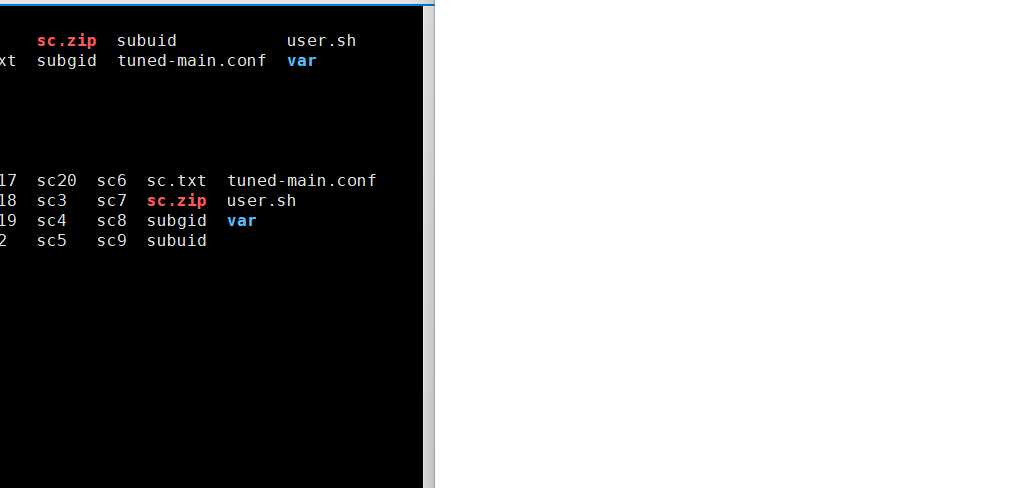 sc.zip  subuid           user.sh
xt  subgid  tuned-main.conf  var
17  sc20  sc6  sc.txt  tuned-main.conf
18  sc3   sc7  sc.zip  user.sh
19  sc4   sc8  subgid  var
2   sc5   sc9  subuid